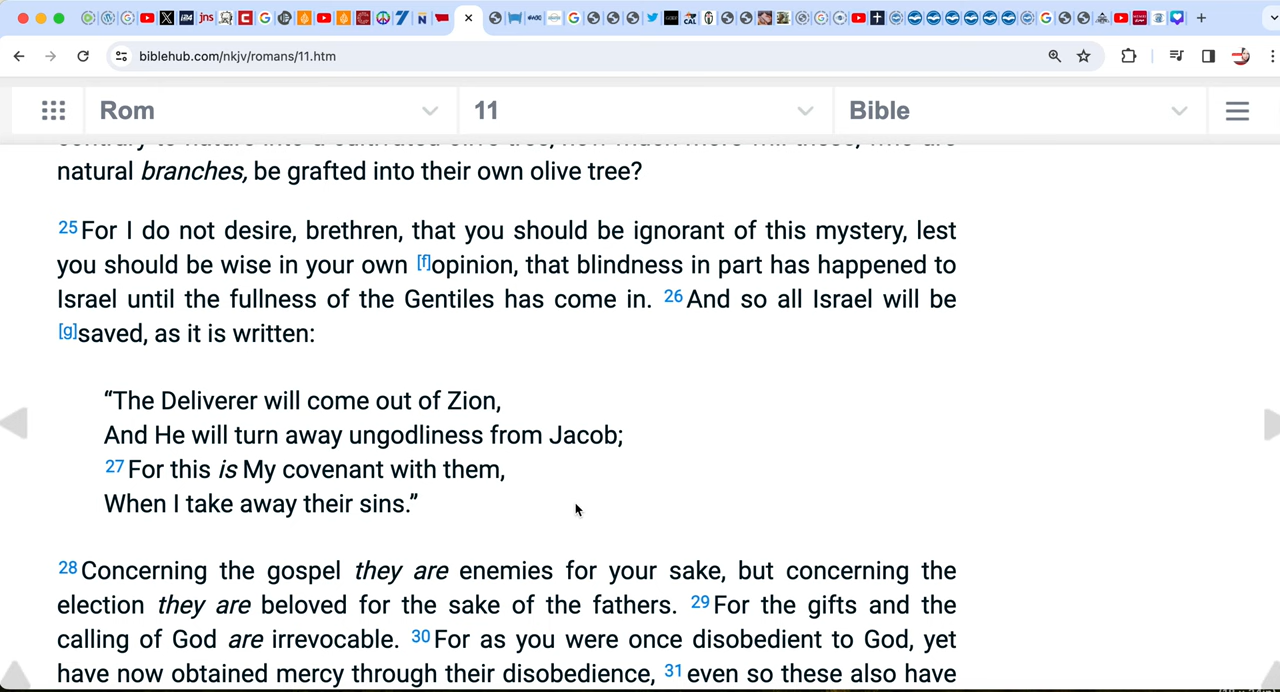 biblehub.com/nkjv/romans/11.htm
Rom 11 Bible
natural branches, be grafted into their own olive tree?
25 For I do not desire, brethren, that you should be ignorant of this mystery, lest
you should be wise in your own [f]opinion, that blindness in part has happened to
Israel until the fullness of the Gentiles has come in. 26 And so all Israel will be
[g]saved, as it is written:
“The Deliverer will come out of Zion,
And He will turn away ungodliness from Jacob;
27 For this is My covenant with them,
When I take away their sins.”
28 Concerning the gospel they are enemies for your sake, but concerning the
election they are beloved for the sake of the fathers. 29 For the gifts and the
calling of God are irrevocable. 30 For as you were once disobedient to God, yet
have now obtained mercy through their disobedience, 31 even so these also have